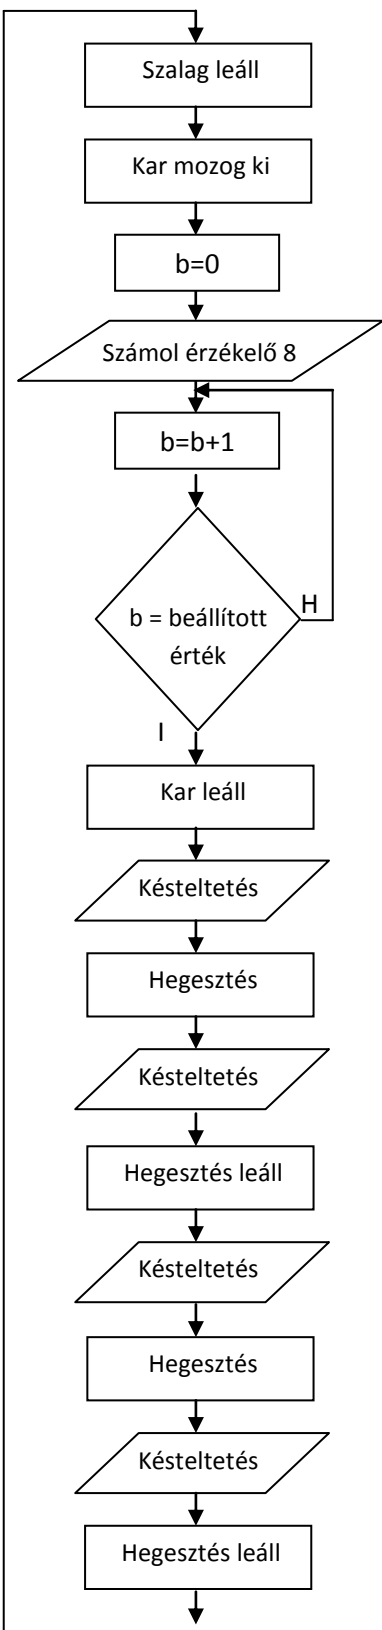 Szalag leáll
Kar mozog ki
b=0
Számol érzékelő 8
b=b+1
b = beállított
érték
H
I
Kar leáll
Késteltetés
Hegesztés
Késteltetés
Hegesztés leáll
Késteltetés
Hegesztés
Késteltetés
Hegesztés leáll